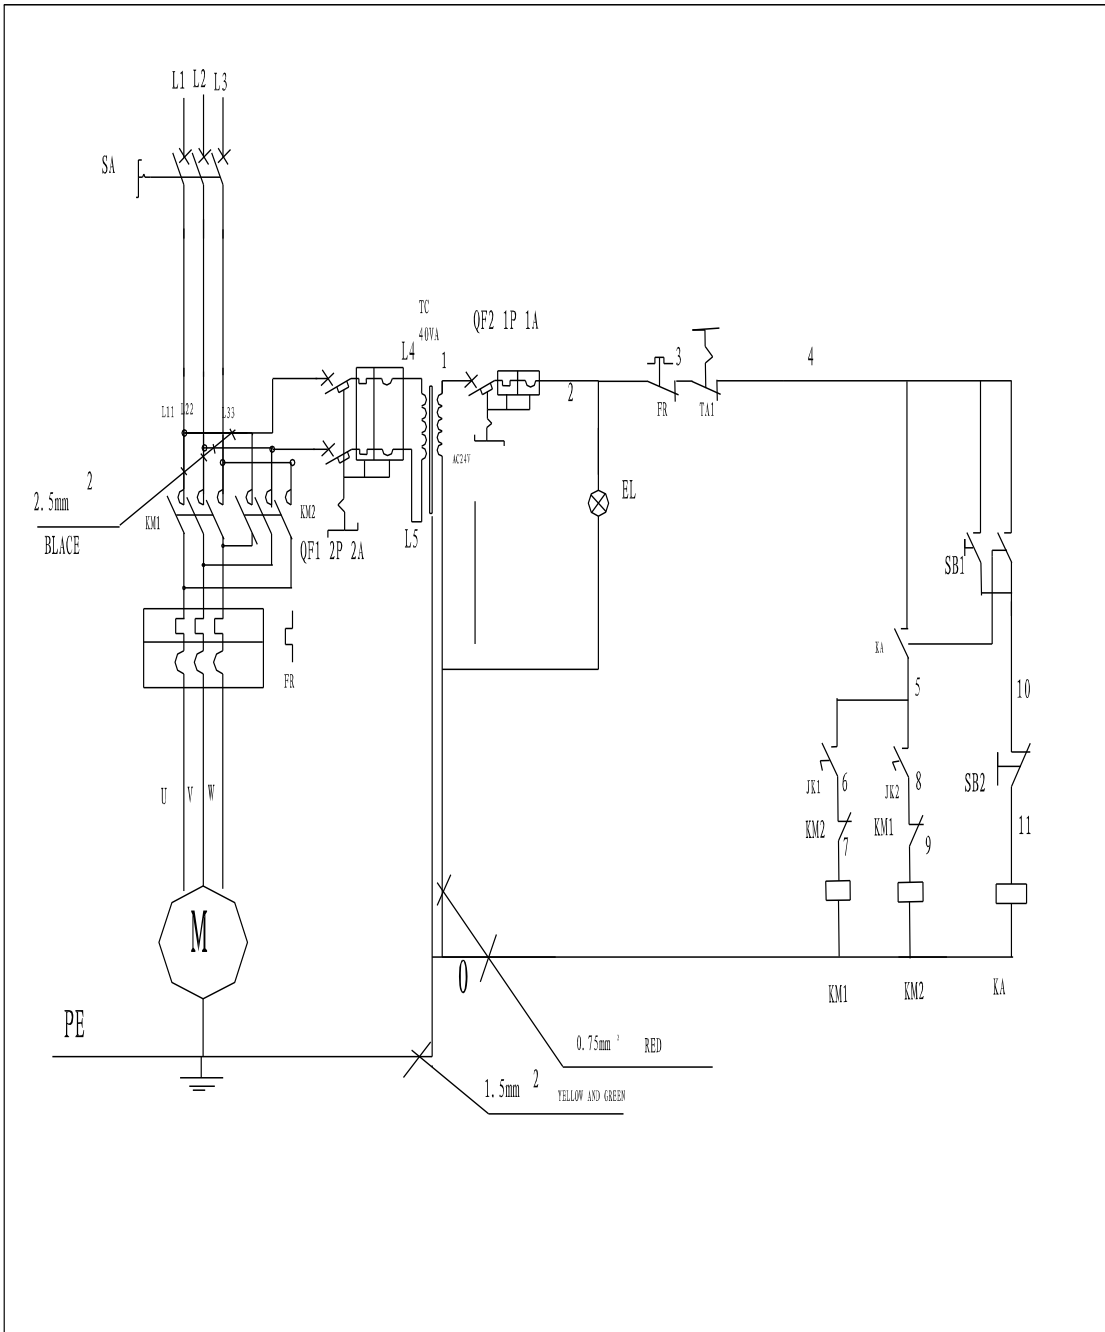 L1 L2 L3
SA
TC
40VA
QF2 1P 1A
L4
1
3
4
2
FR
TA1
L11
L22
L33
AC24V
2.5mm 2
BLACE
KM1
KM2
QF1 2P 2A
L5
EL
SB1
KA
FR
5
10
U
V
W
JK1
6
JK2
8
SB2
KM2
7
KM1
9
11
M
0
KM1
KM2
KA
PE
0.75mm RED
1.5mm 2
YELLOW AND GREEN